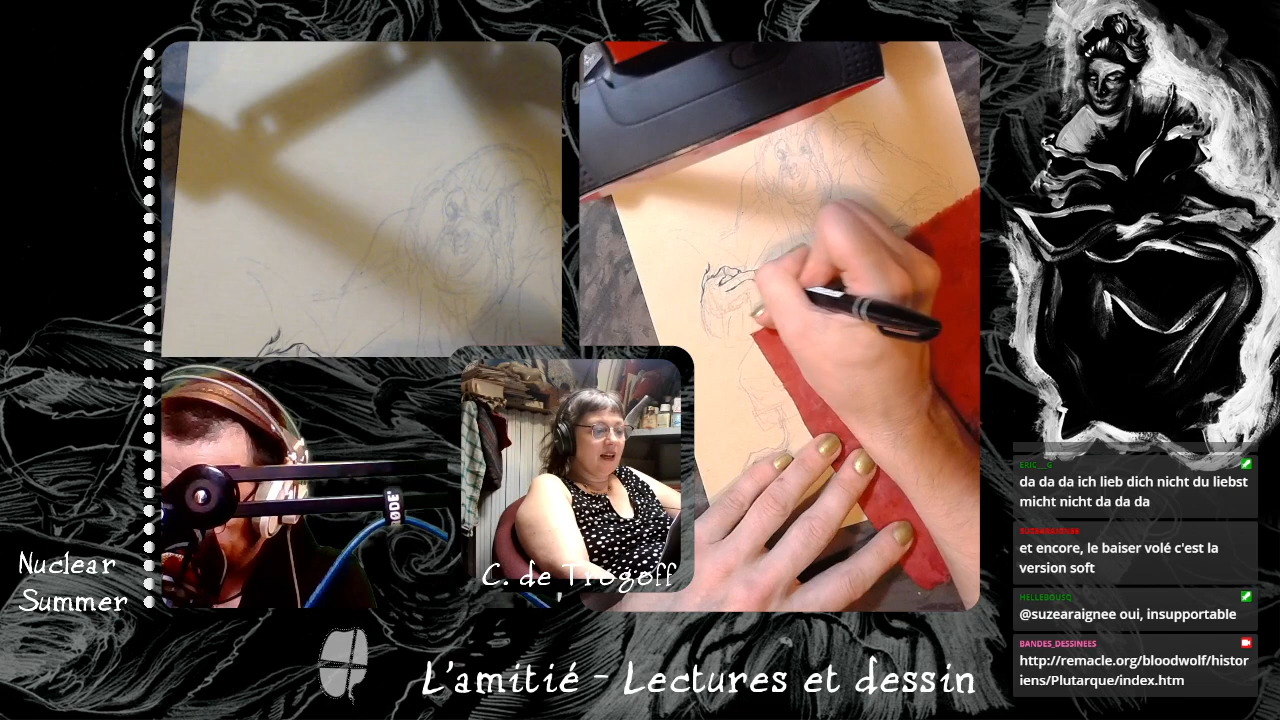 RØDE
Nuclear
Summer
C. de Trogoff
L'amitié - Lectures et dessin
ERIC__G
da da da ich lieb dich nicht du liebst
micht nicht da da da
SUZEARAIGNEE
et encore, le baiser volé c'est la
version soft
HELLEBOUSQ
@suzearaignee oui, insupportable
BANDES_DESSINEES
http://remacle.org/bloodwolf/histor
iens/Plutarque/index.htm